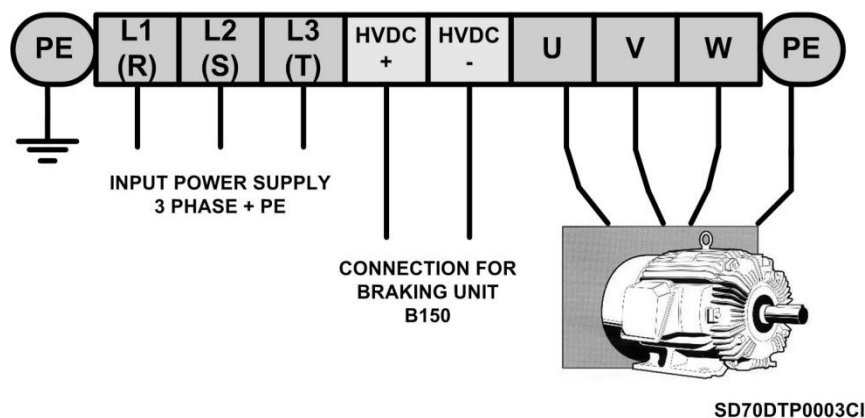 PE
L1
(R)
L2
(S)
L3
(T)
HVDC
+
HVDC
-
U
V
W
PE
INPUT POWER SUPPLY
3 PHASE + PE
CONNECTION FOR
BRAKING UNIT
B150
SD70DTP0003CI